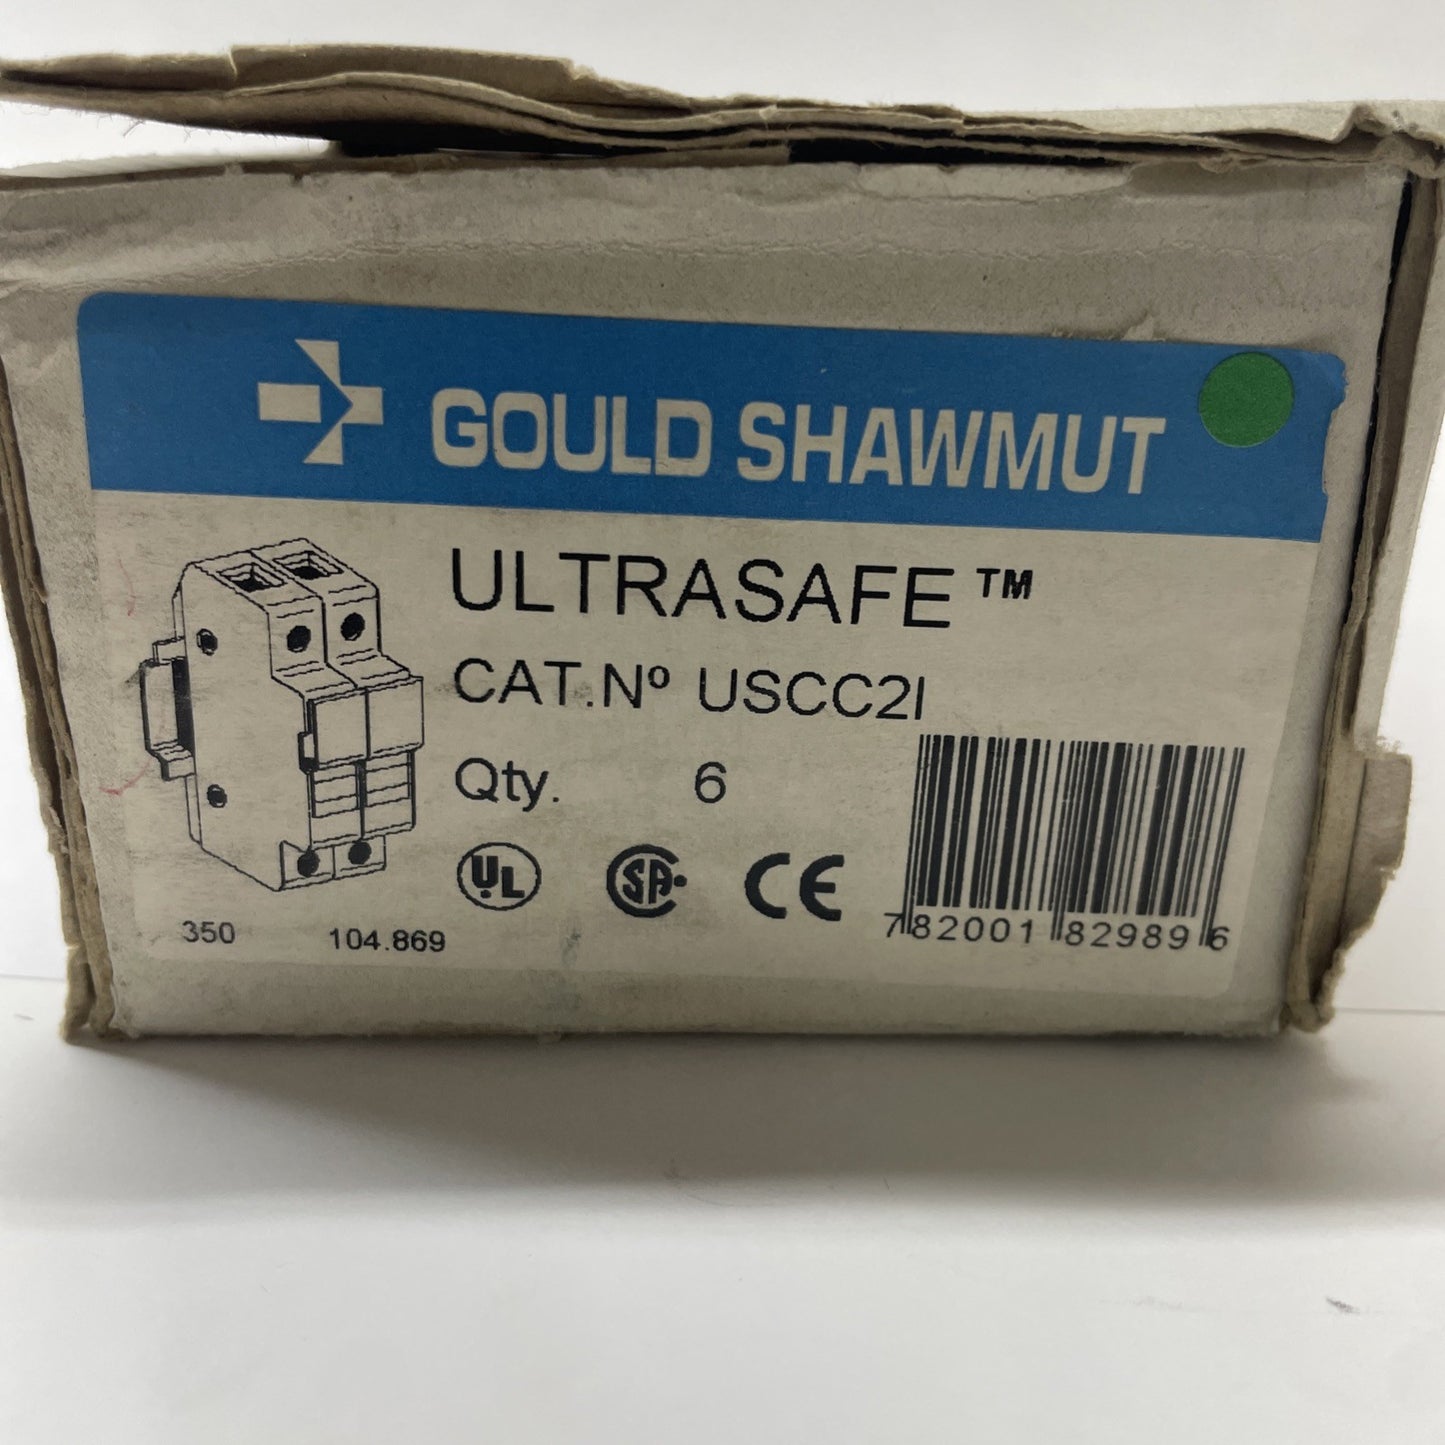 GOULD SHAWMUT
ULTRASAFE™
CAT.Nº USCC2I
Qty. 6
UL
SA
CE
350 104.869
7 82001 82989 6